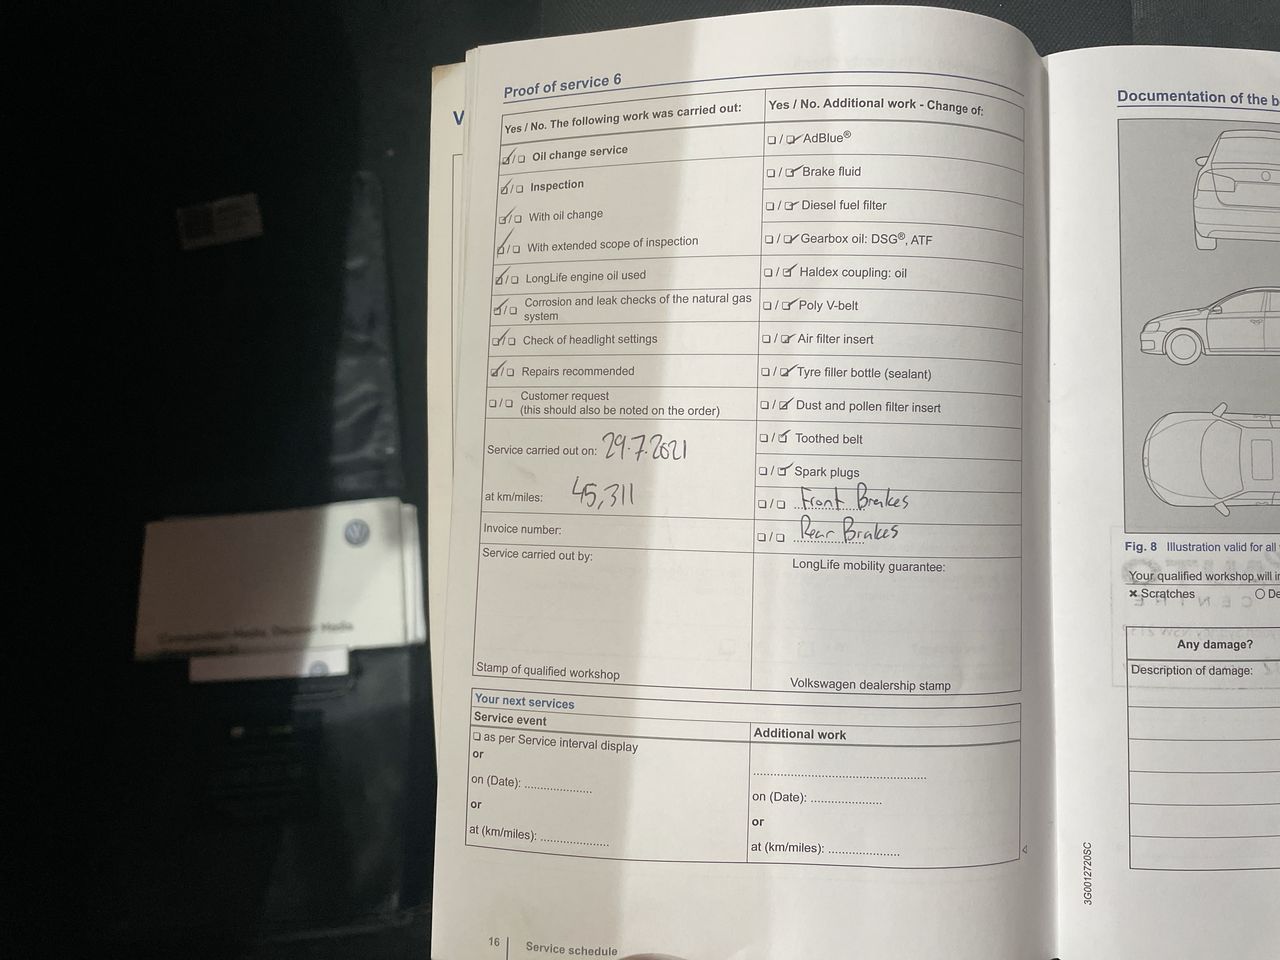 Proof of service 6
Yes / No. The following work was carried out:
Oil change service
Inspection
With oil change
With extended scope of inspection
LongLife engine oil used
Corrosion and leak checks of the natural gas
system
Check of headlight settings
Repairs recommended
Customer request
(this should also be noted on the order)
Service carried out on: 29.7.2021
at km/miles: 45,311
Invoice number:
Service carried out by:
Stamp of qualified workshop
Yes / No. Additional work - Change of:
AdBlue®
Brake fluid
Diesel fuel filter
Gearbox oil: DSG®, ATF
Haldex coupling: oil
Poly V-belt
Air filter insert
Tyre filler bottle (sealant)
Dust and pollen filter insert
Toothed belt
Spark plugs
Front Brakes
Rear Brakes
LongLife mobility guarantee:
Volkswagen dealership stamp
Your next services
Service event
as per Service interval display
or
on (Date): ....................
or
at (km/miles): ....................
Additional work
on (Date): ....................
or
at (km/miles): ....................
16 Service schedule
3G0012720SC
V
Documentation of the b
Fig. 8 Illustration valid for all
Your qualified workshop will in
× Scratches
O De
Any damage?
Description of damage: